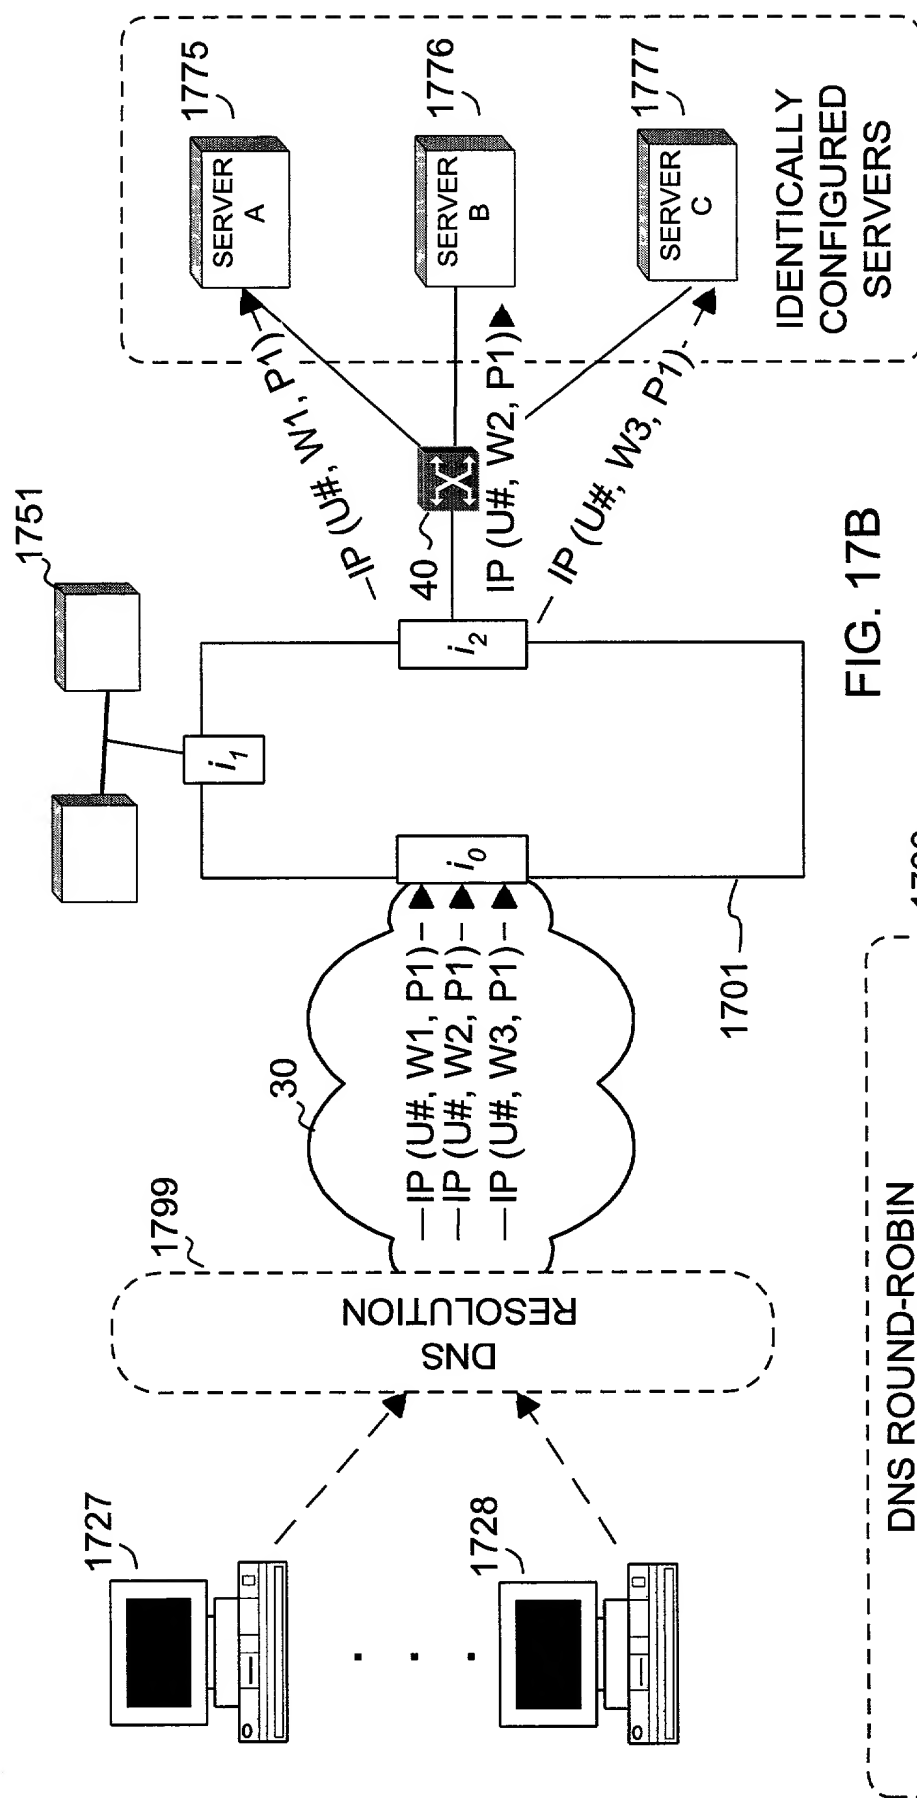 1727
1728
DNS
RESOLUTION
1799
30
—IP (U#, W1, P1)–
–IP (U#, W2, P1)–
—IP (U#, W3, P1)–
i0
i1
i2
1751
1701
40
–IP (U#, W1, P1)–
IP (U#, W2, P1)
— IP (U#, W3, P1)-
SERVER
A
1775
SERVER
B
1776
SERVER
C
1777
IDENTICALLY
CONFIGURED
SERVERS
FIG. 17B
DNS ROUND-ROBIN